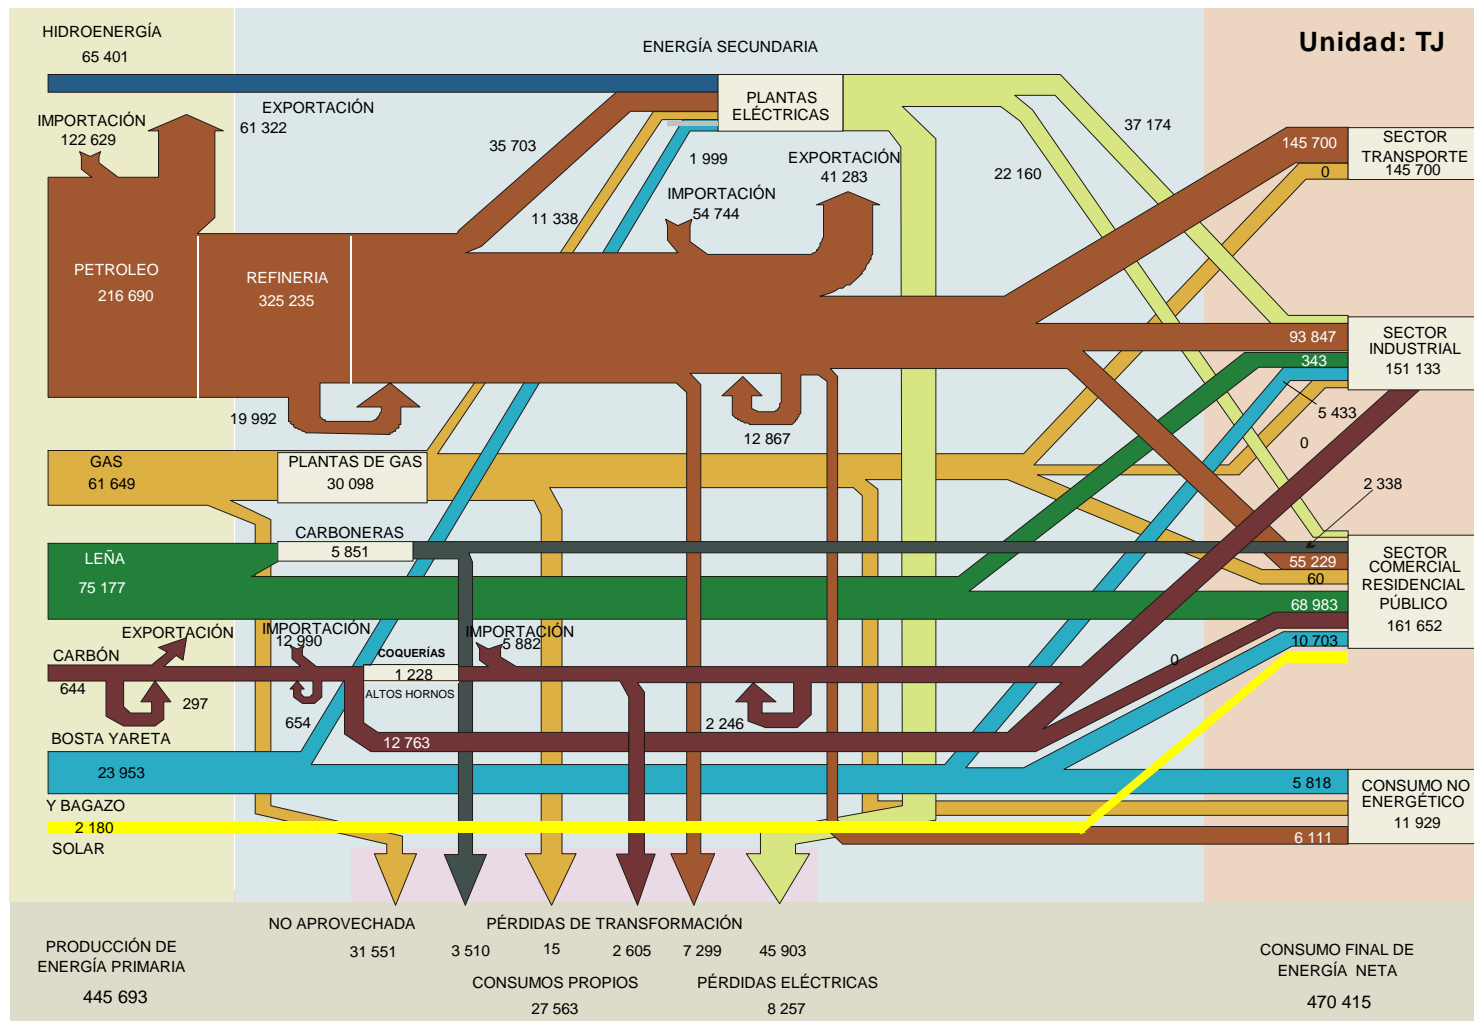 HIDROENERGÍA
65 401
ENERGÍA SECUNDARIA
Unidad: TJ
EXPORTACIÓN
61 322
IMPORTACIÓN
122 629
PLANTAS
ELÉCTRICAS
35 703
1 999
11 338
EXPORTACIÓN
41 283
IMPORTACIÓN
54 744
37 174
22 160
145 700
0
SECTOR
TRANSPORTE
145 700
PETROLEO
216 690
REFINERIA
325 235
19 992
12 867
93 847
343
5 433
0
SECTOR
INDUSTRIAL
151 133
GAS
61 649
PLANTAS DE GAS
30 098
2 338
CARBONERAS
5 851
LEÑA
75 177
55 229
60
68 983
10 703
0
SECTOR
COMERCIAL
RESIDENCIAL
PÚBLICO
161 652
EXPORTACIÓN
IMPORTACIÓN
12 990
IMPORTACIÓN
5 882
CARBÓN
644
297
654
COQUERÍAS
1 228
ALTOS HORNOS
2 246
12 763
BOSTA YARETA
23 953
Y BAGAZO
2 180
SOLAR
5 818
6 111
CONSUMO NO
ENERGÉTICO
11 929
NO APROVECHADA
31 551
3 510
PÉRDIDAS DE TRANSFORMACIÓN
15
2 605
7 299
45 903
CONSUMOS PROPIOS
27 563
PÉRDIDAS ELÉCTRICAS
8 257
PRODUCCIÓN DE
ENERGÍA PRIMARIA
445 693
CONSUMO FINAL DE
ENERGÍA NETA
470 415